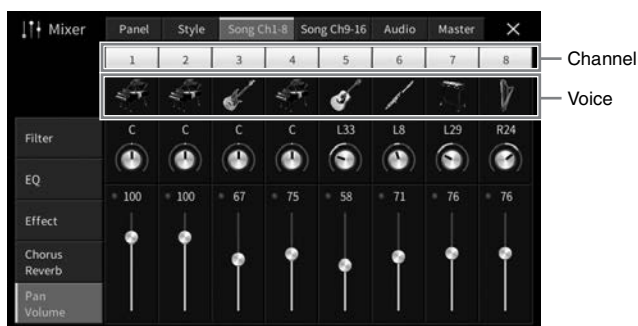 Mixer Panel Style Song Ch1-8 Song Ch9-16 Audio Master ×
1 2 3 4 5 6 7 8 Channel
Voice
Filter C C C C L33 L8 L29 R24
EQ
100 100 67 75 58 71 76 76
Effect
Chorus
Reverb
Pan
Volume